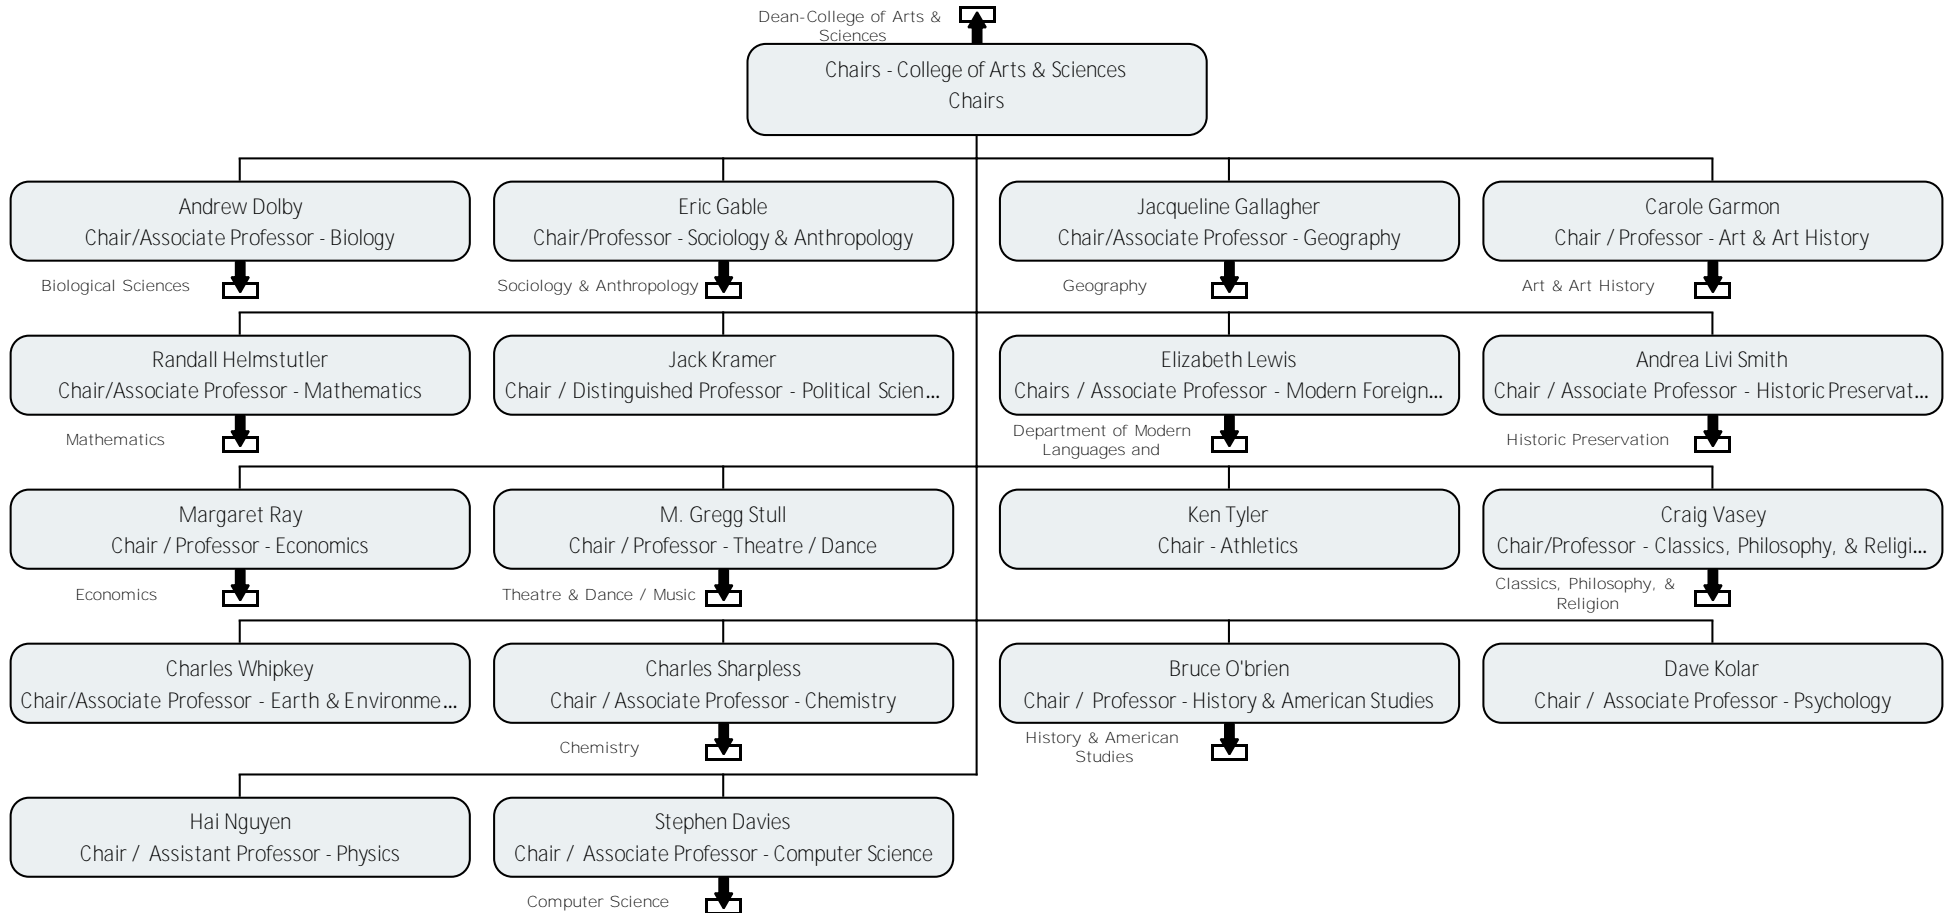 Dean-College of Arts &
Sciences
Chairs - College of Arts & Sciences
Chairs
Andrew Dolby
Chair/Associate Professor - Biology
Biological Sciences
Eric Gable
Chair/Professor - Sociology & Anthropology
Sociology & Anthropology
Jacqueline Gallagher
Chair/Associate Professor - Geography
Geography
Carole Garmon
Chair / Professor - Art & Art History
Art & Art History
Randall Helmstutler
Chair/Associate Professor - Mathematics
Mathematics
Jack Kramer
Chair / Distinguished Professor - Political Scien...
Elizabeth Lewis
Chairs / Associate Professor - Modern Foreign...
Department of Modern
Languages and
Andrea Livi Smith
Chair / Associate Professor - Historic Preservat...
Historic Preservation
Margaret Ray
Chair / Professor - Economics
Economics
M. Gregg Stull
Chair / Professor - Theatre / Dance
Theatre & Dance / Music
Ken Tyler
Chair - Athletics
Craig Vasey
Chair/Professor - Classics, Philosophy, & Religi...
Classics, Philosophy, &
Religion
Charles Whipkey
Chair/Associate Professor - Earth & Environme...
Charles Sharpless
Chair / Associate Professor - Chemistry
Chemistry
Bruce O'brien
Chair / Professor - History & American Studies
History & American
Studies
Dave Kolar
Chair / Associate Professor - Psychology
Hai Nguyen
Chair / Assistant Professor - Physics
Stephen Davies
Chair / Associate Professor - Computer Science
Computer Science